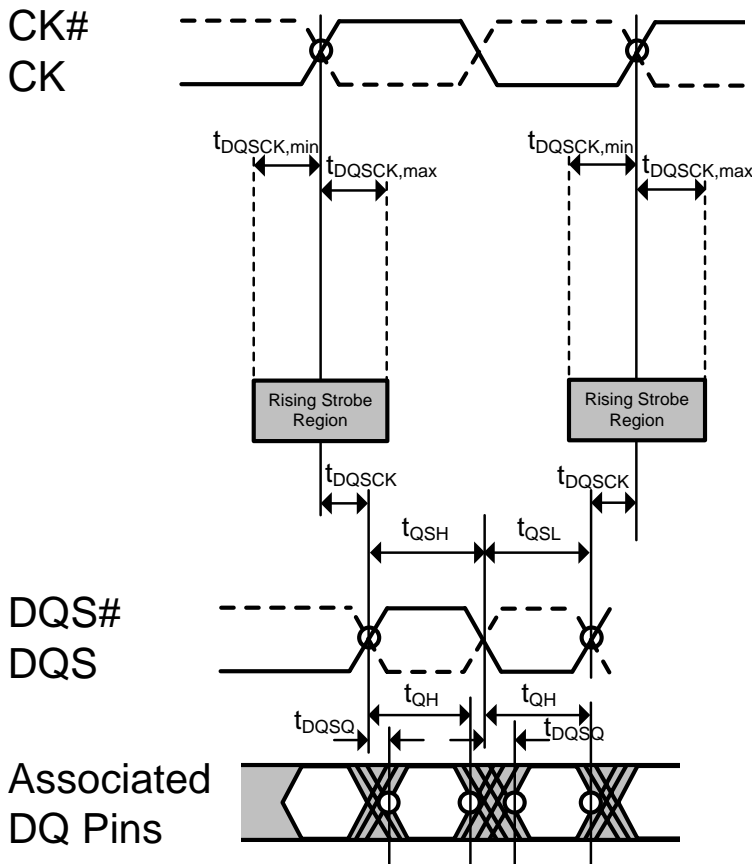 CK#
CK
tDQSCK,min
tDQSCK,max
tDQSCK,min
tDQSCK,max
Rising Strobe
Region
Rising Strobe
Region
tDQSCK
tDQSCK
tQSH
tQSL
DQS#
DQS
tQH
tQH
tDQSQ
tDQSQ
Associated
DQ Pins